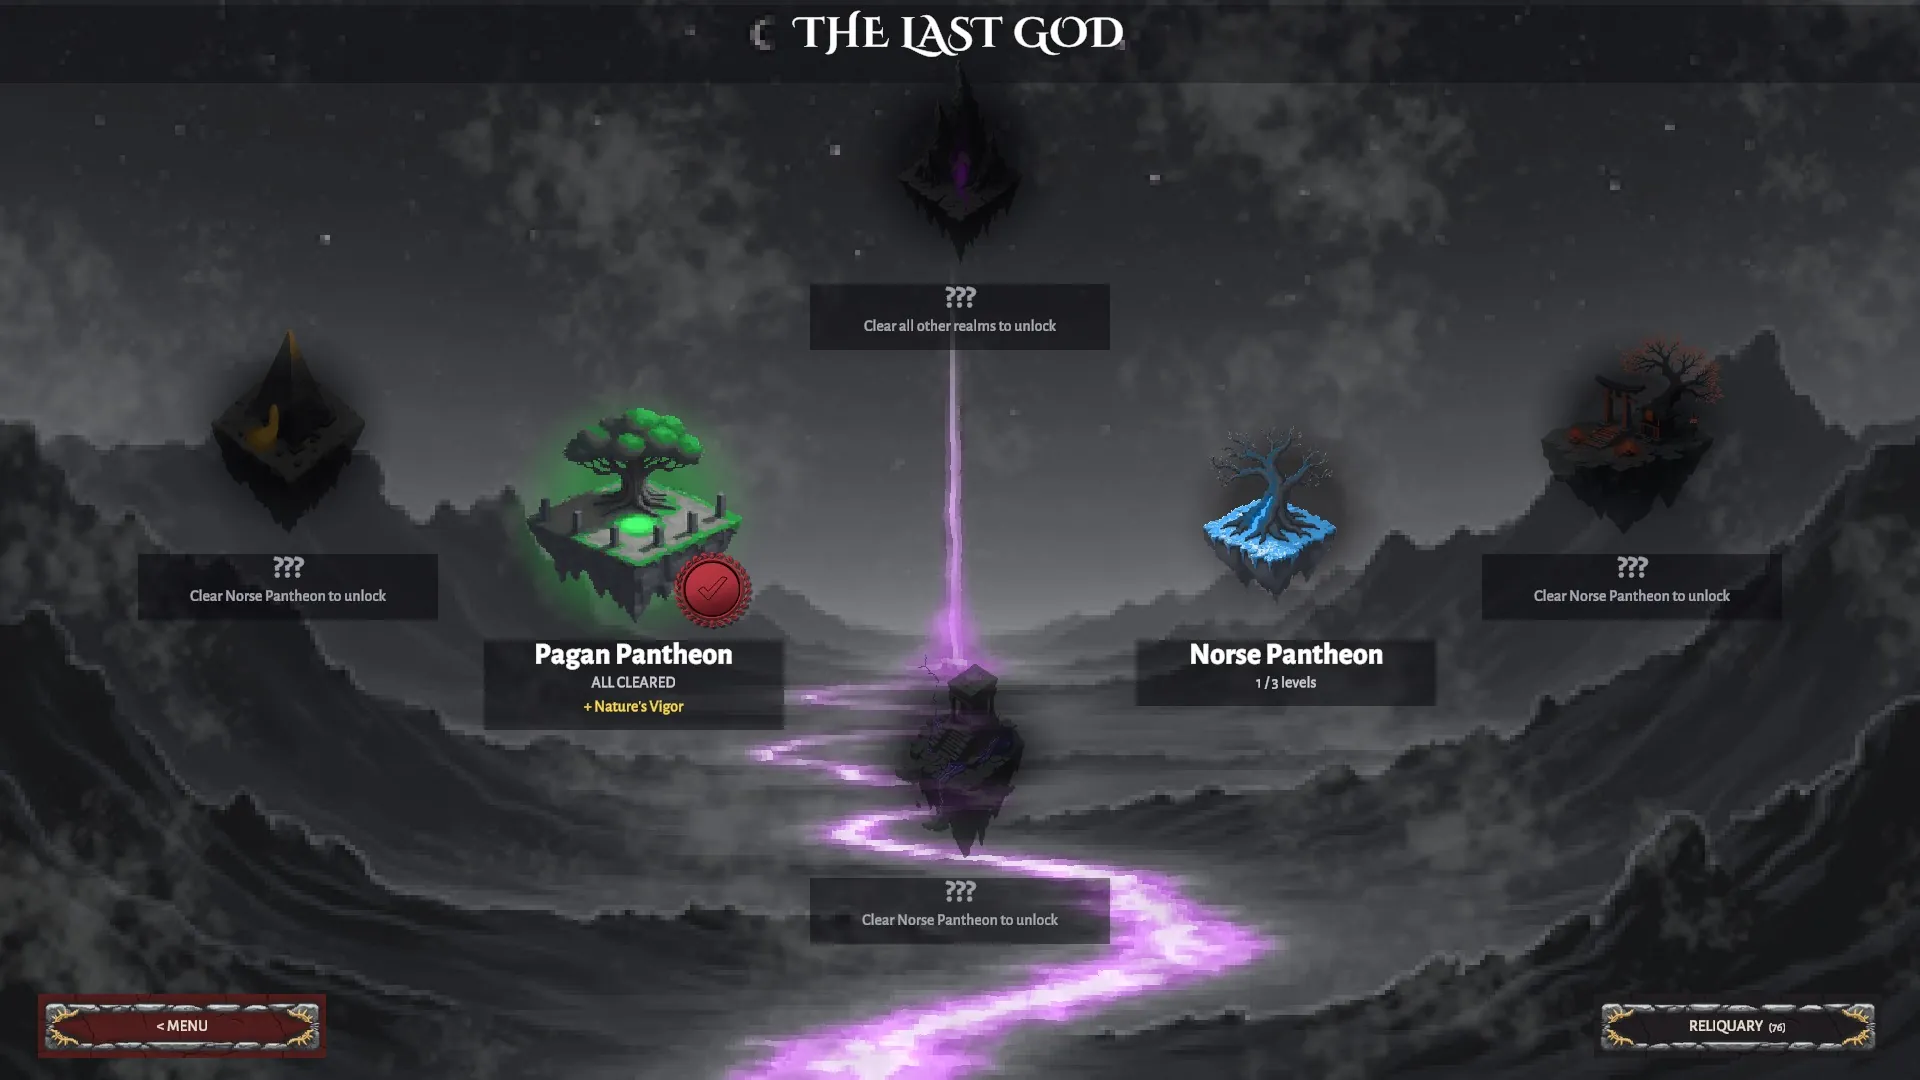 THE LAST GOD
???
Clear all other realms to unlock
???
Clear Norse Pantheon to unlock
???
Clear Norse Pantheon to unlock
Pagan Pantheon
ALL CLEARED
+ Nature's Vigor
Norse Pantheon
1 / 3 levels
???
Clear Norse Pantheon to unlock
< MENU
RELIQUARY (76)